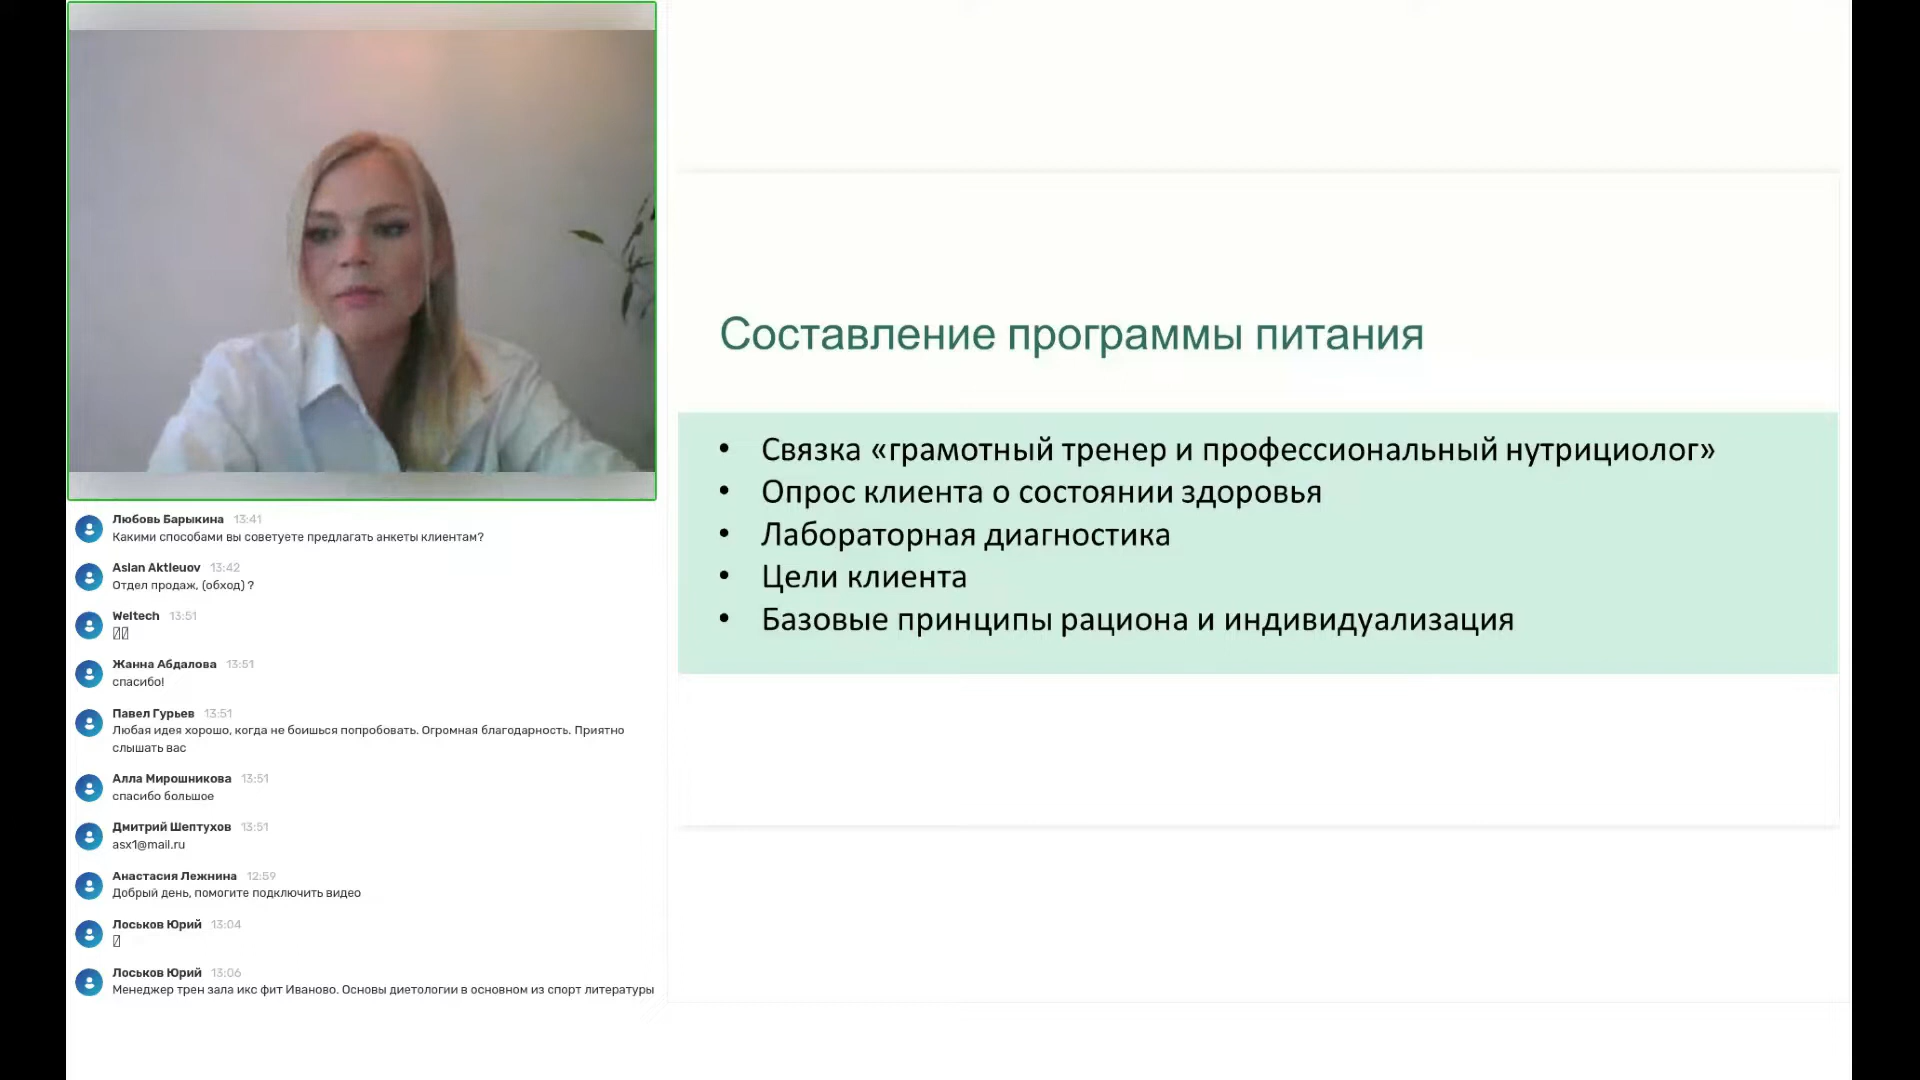 Любовь Барыкина 13:41
Какими способами вы советуете предлагать анкеты клиентам?
Aslan Aktleuov 13:42
Отдел продаж, (обход) ?
Weltech 13:51
Жанна Абдалова 13:51
спасибо!
Павел Гурьев 13:51
Любая идея хорошо, когда не боишься попробовать. Огромная благодарность. Приятно
слышать вас
Алла Мирошникова 13:51
спасибо большое
Дмитрий Шептухов 13:51
asx1@mail.ru
Анастасия Лежнина 12:59
Добрый день, помогите подключить видео
Лоськов Юрий 13:04
Лоськов Юрий 13:06
Менеджер трен зала икс фит Иваново. Основы диетологии в основном из спорт литературы
Составление программы питания
• Связка «грамотный тренер и профессиональный нутрициолог»
• Опрос клиента о состоянии здоровья
• Лабораторная диагностика
• Цели клиента
• Базовые принципы рациона и индивидуализация